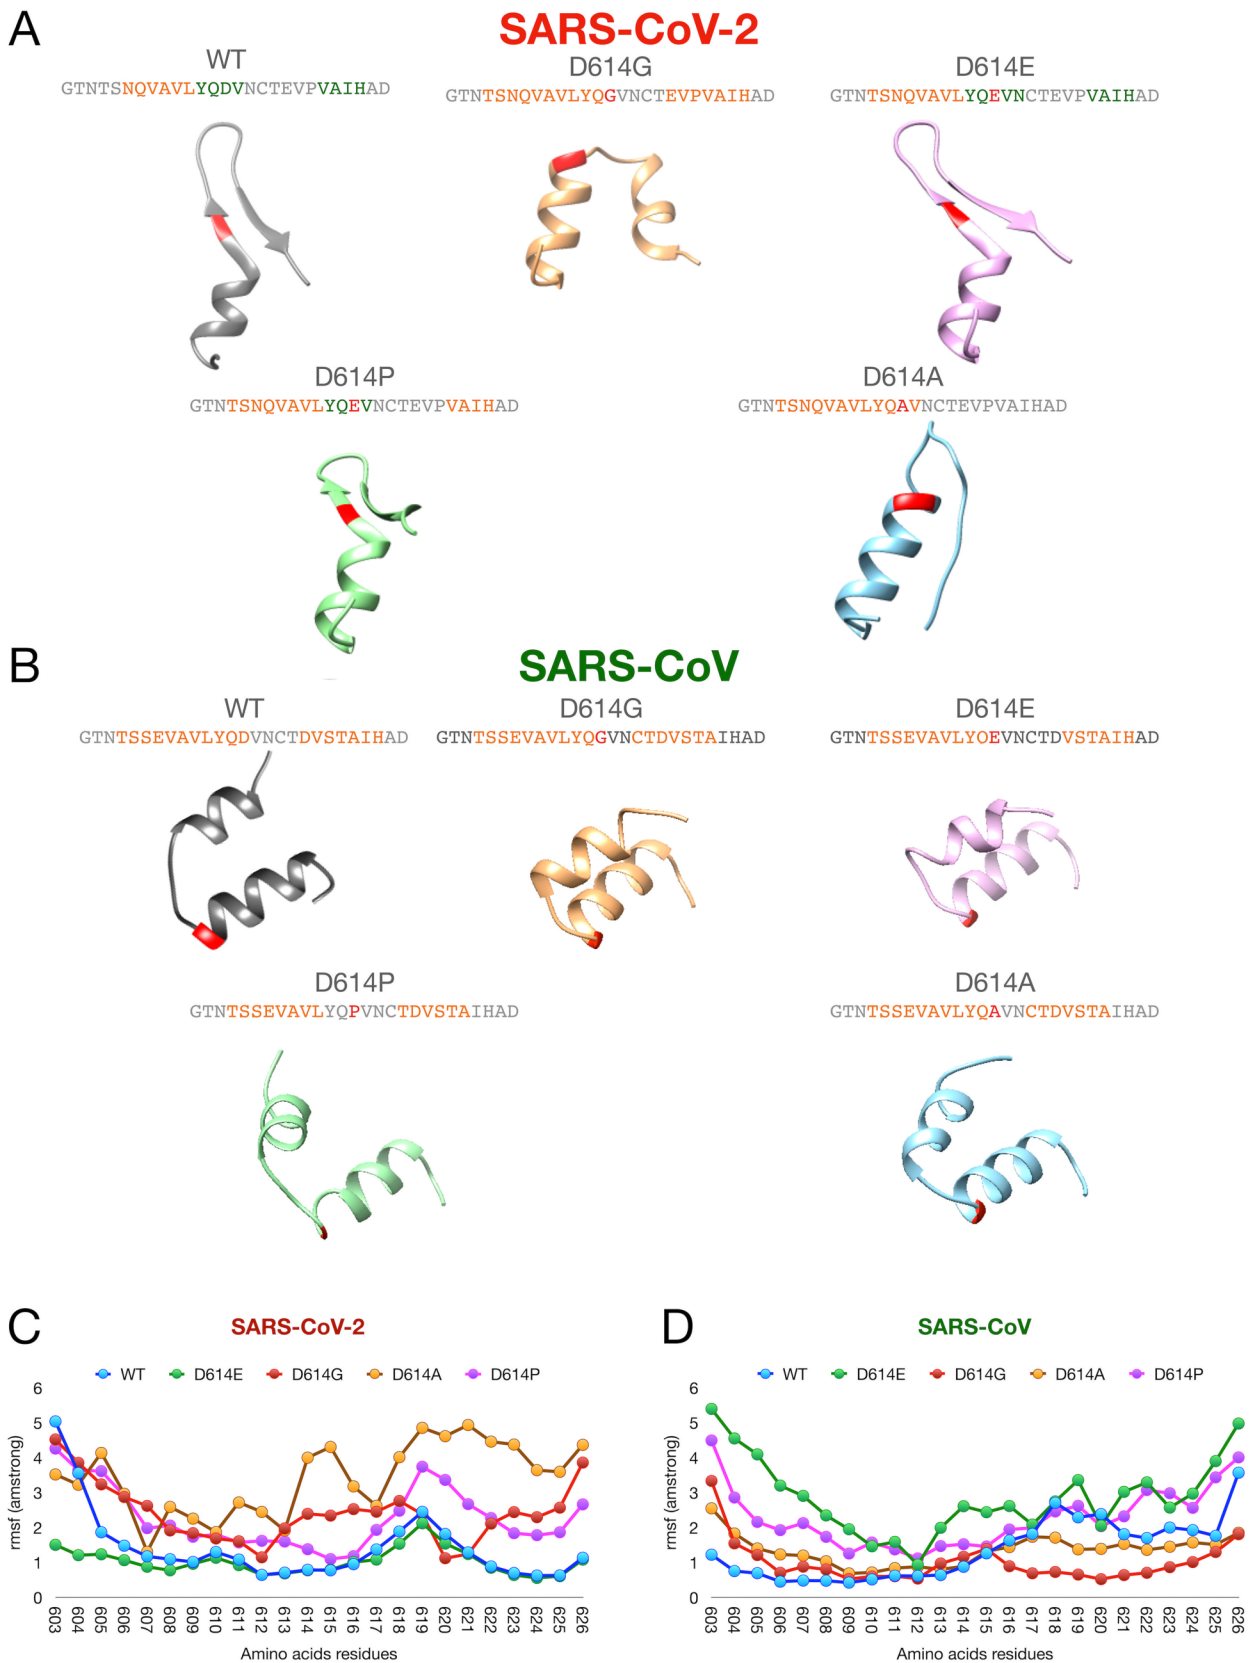 A
SARS-CoV-2
WT
GTNTSNQVAVLYQDVNCTEVPVAIHAD
D614G
GTNTSNQVAVLYQGVNCTEVPVAIHAD
D614E
GTNTSNQVAVLYQEVNCTEVPVAIHAD
D614P
GTNTSNQVAVLYQEVNCTEVPVAIHAD
D614A
GTNTSNQVAVLYQAVNCTEVPVAIHAD
B
SARS-CoV
WT
GTNTSSEVAVLYQDVNCTDVSTAIHAD
D614G
GTNTSSEVAVLYQGVNCTDVSTAIHAD
D614E
GTNTSSEVAVLYOEVNCTDVSTAIHAD
D614P
GTNTSSEVAVLYQPVNCTDVSTAIHAD
D614A
GTNTSSEVAVLYQAVNCTDVSTAIHAD
C
SARS-CoV-2
WT D614E D614G D614A D614P
rmsf (amstrong)
6
5
4
3
2
1
0
603 604 605 606 607 608 609 610 611 612 613 614 615 616 617 618 619 620 621 622 623 624 625 626
Amino acids residues
D
SARS-CoV
WT D614E D614G D614A D614P
rmsf (amstrong)
6
5
4
3
2
1
0
603 604 605 606 607 608 609 610 611 612 613 614 615 616 617 618 619 620 621 622 623 624 625 626
Amino acids residues